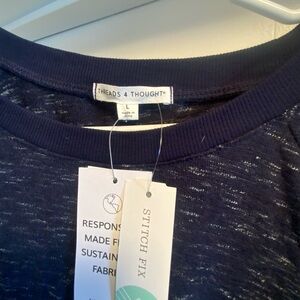 THREADS 4 THOUGHT
L
RESPONS
MADE F
SUSTAIN
FABRI
STITCH FIX